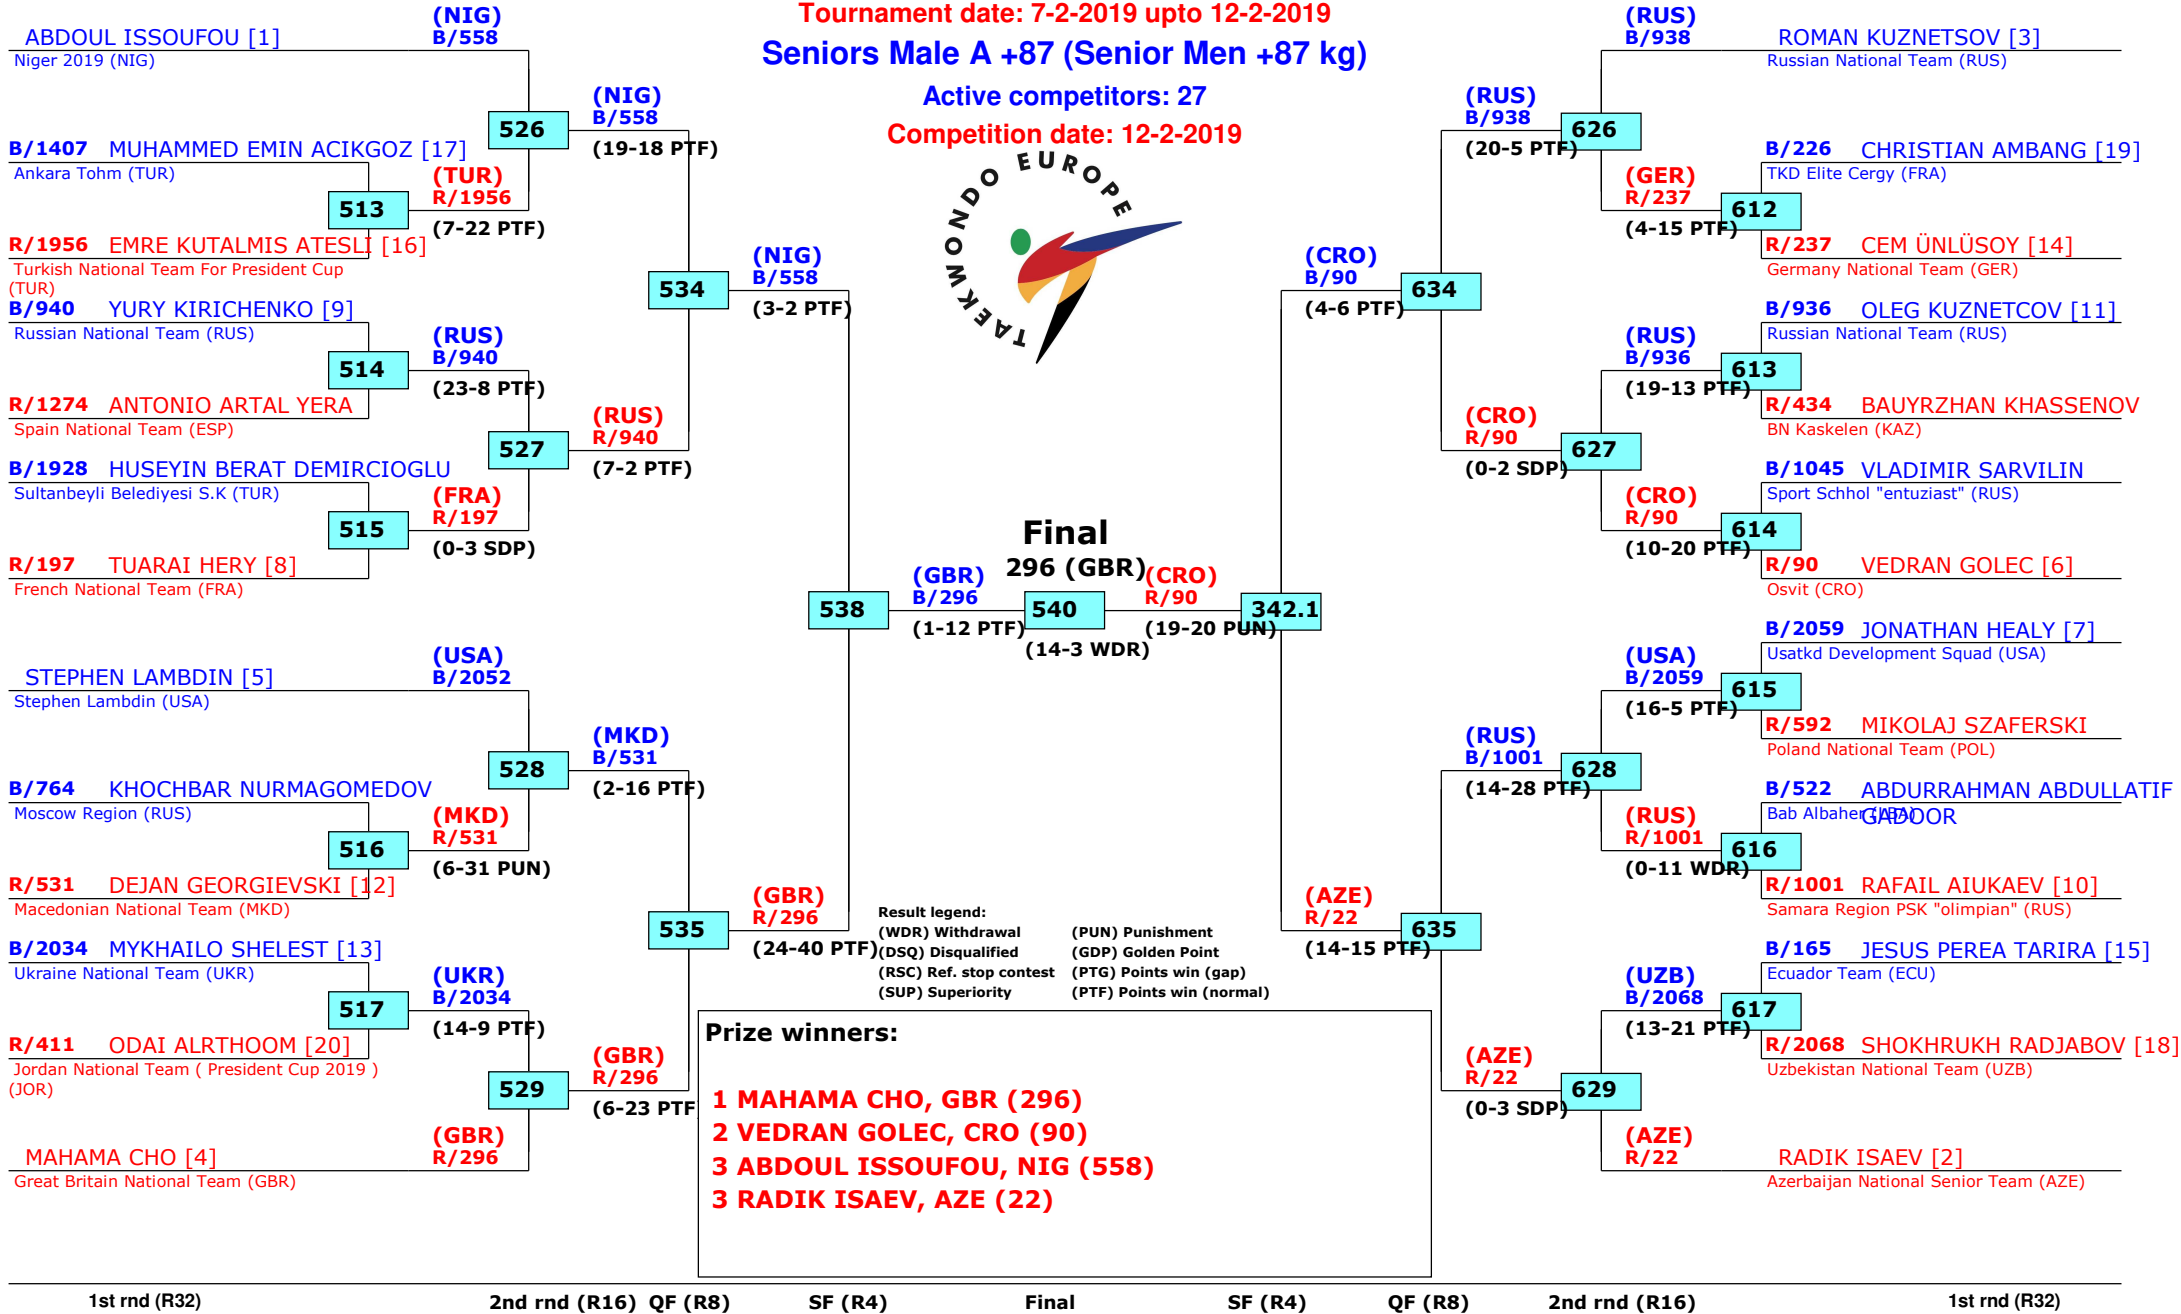 Tournament date: 7-2-2019 upto 12-2-2019
Seniors Male A +87 (Senior Men +87 kg)
Active competitors: 27
Competition date: 12-2-2019
TAEKWONDO EUROPE
ABDOUL ISSOUFOU [1]
Niger 2019 (NIG)
(NIG)
B/558
B/1407 MUHAMMED EMIN ACIKGOZ [17]
Ankara Tohm (TUR)
513
R/1956 EMRE KUTALMIS ATESLI [16]
Turkish National Team For President Cup
(TUR)
(TUR)
R/1956
(7-22 PTF)
526
(NIG)
B/558
(19-18 PTF)
B/940 YURY KIRICHENKO [9]
Russian National Team (RUS)
514
R/1274 ANTONIO ARTAL YERA
Spain National Team (ESP)
(RUS)
B/940
(23-8 PTF)
B/1928 HUSEYIN BERAT DEMIRCIOGLU
Sultanbeyli Belediyesi S.K (TUR)
515
R/197 TUARAI HERY [8]
French National Team (FRA)
(FRA)
R/197
(0-3 SDP)
527
(RUS)
R/940
(7-2 PTF)
534
(NIG)
B/558
(3-2 PTF)
STEPHEN LAMBDIN [5]
Stephen Lambdin (USA)
(USA)
B/2052
B/764 KHOCHBAR NURMAGOMEDOV
Moscow Region (RUS)
516
R/531 DEJAN GEORGIEVSKI [12]
Macedonian National Team (MKD)
(MKD)
R/531
(6-31 PUN)
528
(MKD)
B/531
(2-16 PTF)
B/2034 MYKHAILO SHELEST [13]
Ukraine National Team (UKR)
517
R/411 ODAI ALRTHOOM [20]
Jordan National Team ( President Cup 2019 )
(JOR)
(UKR)
B/2034
(14-9 PTF)
MAHAMA CHO [4]
Great Britain National Team (GBR)
(GBR)
R/296
529
(GBR)
R/296
(6-23 PTF
535
(GBR)
R/296
(24-40 PTF)
538
(GBR)
B/296
(1-12 PTF)
Final
296 (GBR)
540
(14-3 WDR)
(CRO)
R/90
(19-20 PUN)
342.1
(CRO)
B/90
(4-6 PTF)
634
(AZE)
R/22
(14-15 PTF)
635
(RUS)
B/938
(20-5 PTF)
626
(CRO)
R/90
(0-2 SDP)
627
(RUS)
B/1001
(14-28 PTF)
628
(AZE)
R/22
(0-3 SDP)
629
(RUS)
B/938
ROMAN KUZNETSOV [3]
Russian National Team (RUS)
(GER)
R/237
(4-15 PTF)
612
B/226 CHRISTIAN AMBANG [19]
TKD Elite Cergy (FRA)
R/237 CEM ÜNLÜSOY [14]
Germany National Team (GER)
(RUS)
B/936
(19-13 PTF)
613
B/936 OLEG KUZNETCOV [11]
Russian National Team (RUS)
R/434 BAUYRZHAN KHASSENOV
BN Kaskelen (KAZ)
(CRO)
R/90
(10-20 PTF)
614
B/1045 VLADIMIR SARVILIN
Sport Schhol "entuziast" (RUS)
R/90 VEDRAN GOLEC [6]
Osvit (CRO)
(USA)
B/2059
(16-5 PTF)
615
B/2059 JONATHAN HEALY [7]
Usatkd Development Squad (USA)
R/592 MIKOLAJ SZAFERSKI
Poland National Team (POL)
(RUS)
R/1001
(0-11 WDR)
616
B/522 ABDURRAHMAN ABDULLATIF
GADOOR
Bab Albaher
R/1001 RAFAIL AIUKAEV [10]
Samara Region PSK "olimpian" (RUS)
(UZB)
B/2068
(13-21 PTF)
617
B/165 JESUS PEREA TARIRA [15]
Ecuador Team (ECU)
R/2068 SHOKHRUKH RADJABOV [18]
Uzbekistan National Team (UZB)
(AZE)
R/22
RADIK ISAEV [2]
Azerbaijan National Senior Team (AZE)
Result legend:
(WDR) Withdrawal (PUN) Punishment
(DSQ) Disqualified (GDP) Golden Point
(RSC) Ref. stop contest (PTG) Points win (gap)
(SUP) Superiority (PTF) Points win (normal)
Prize winners:
1 MAHAMA CHO, GBR (296)
2 VEDRAN GOLEC, CRO (90)
3 ABDOUL ISSOUFOU, NIG (558)
3 RADIK ISAEV, AZE (22)
1st rnd (R32) 2nd rnd (R16) QF (R8) SF (R4) Final SF (R4) QF (R8) 2nd rnd (R16) 1st rnd (R32)